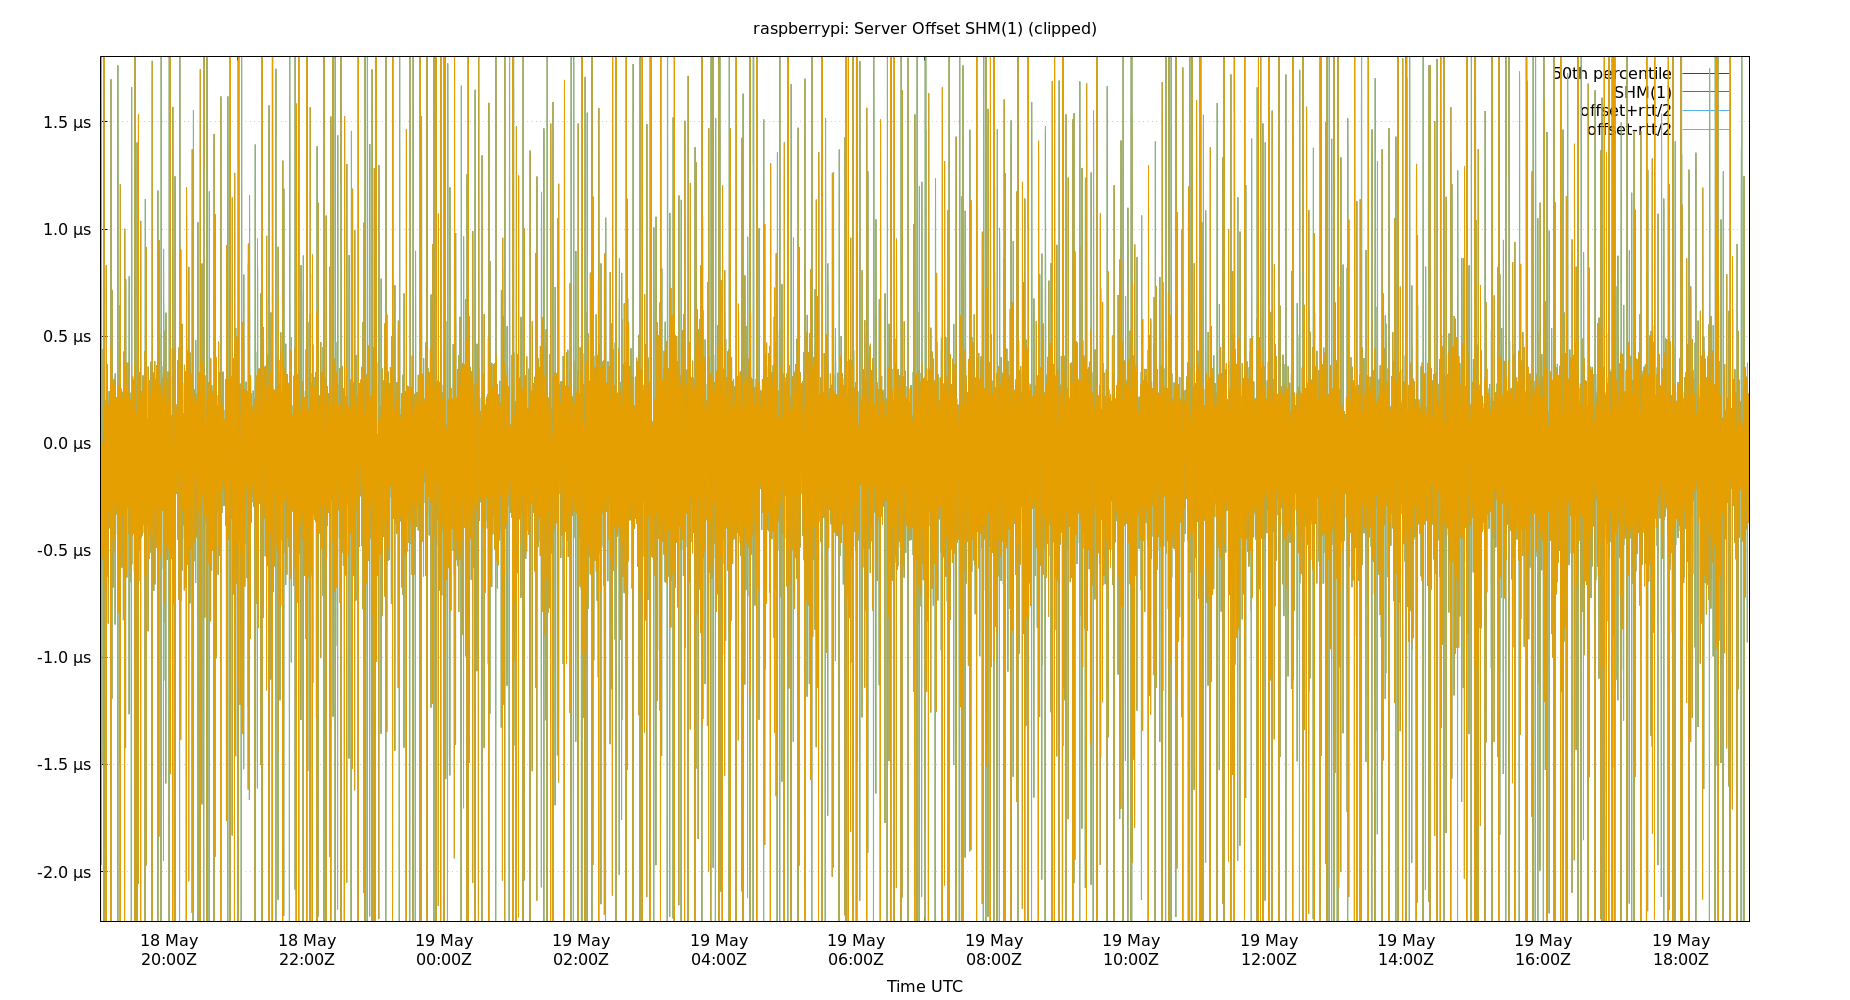 raspberrypi: Server Offset SHM(1) (clipped)
50th percentile
SHM(1)
offset+rtt/2
offset-rtt/2
1.5 µs
1.0 µs
0.5 µs
0.0 µs
-0.5 µs
-1.0 µs
-1.5 µs
-2.0 µs
18 May 18 May 19 May 19 May 19 May 19 May 19 May 19 May 19 May 19 May 19 May 19 May
20:00Z 22:00Z 00:00Z 02:00Z 04:00Z 06:00Z 08:00Z 10:00Z 12:00Z 14:00Z 16:00Z 18:00Z
Time UTC